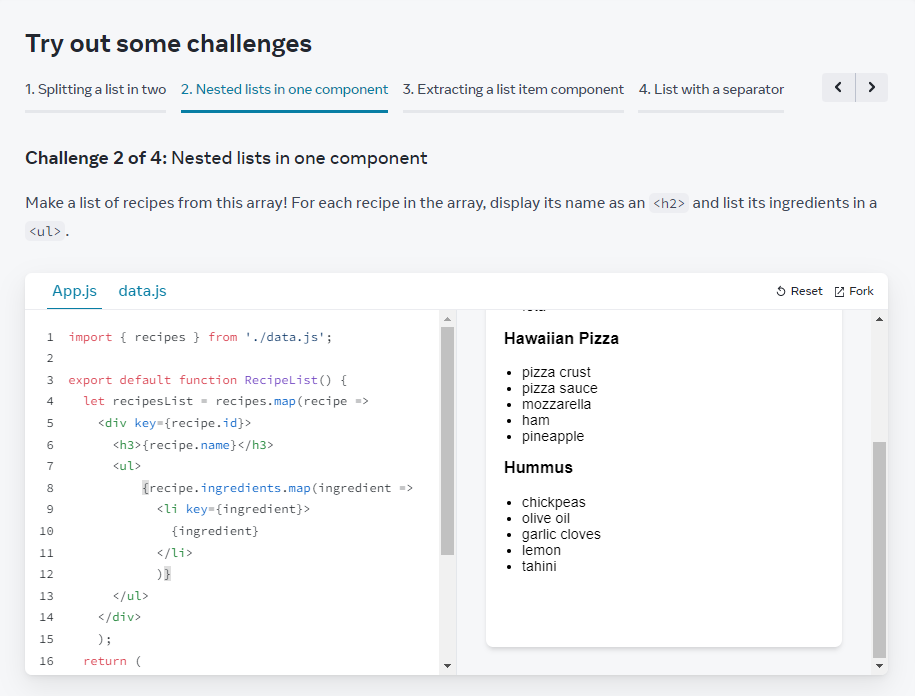 Try out some challenges
1. Splitting a list in two 2. Nested lists in one component 3. Extracting a list item component 4. List with a separator
Challenge 2 of 4: Nested lists in one component
Make a list of recipes from this array! For each recipe in the array, display its name as an <h2> and list its ingredients in a
<ul> .
App.js data.js Reset Fork
1 import { recipes } from './data.js';
2
3 export default function RecipeList() {
4 let recipesList = recipes.map(recipe =>
5 <div key={recipe.id}>
6 <h3>{recipe.name}</h3>
7 <ul>
8 {recipe.ingredients.map(ingredient =>
9 <li key={ingredient}>
10 {ingredient}
11 </li>
12 )}
13 </ul>
14 </div>
15 );
16 return (
Hawaiian Pizza
pizza crust
pizza sauce
mozzarella
ham
pineapple
Hummus
chickpeas
olive oil
garlic cloves
lemon
tahini